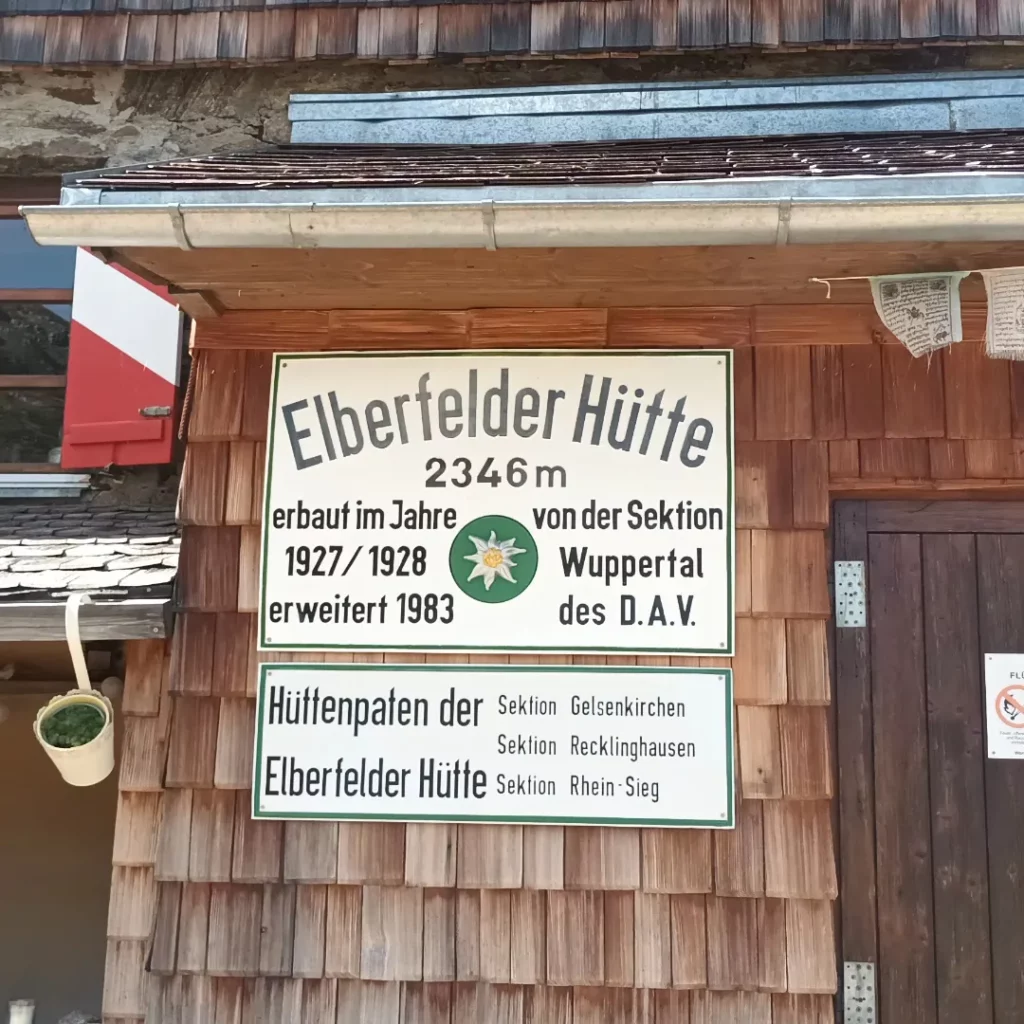 Elberfelder Hütte
2346 m
erbaut im Jahre
1927/1928
erweitert 1983
von der Sektion
Wuppertal
des D.A.V.
Hüttenpaten der
Elberfelder Hütte
Sektion Gelsenkirchen
Sektion Recklinghausen
Sektion Rhein-Sieg